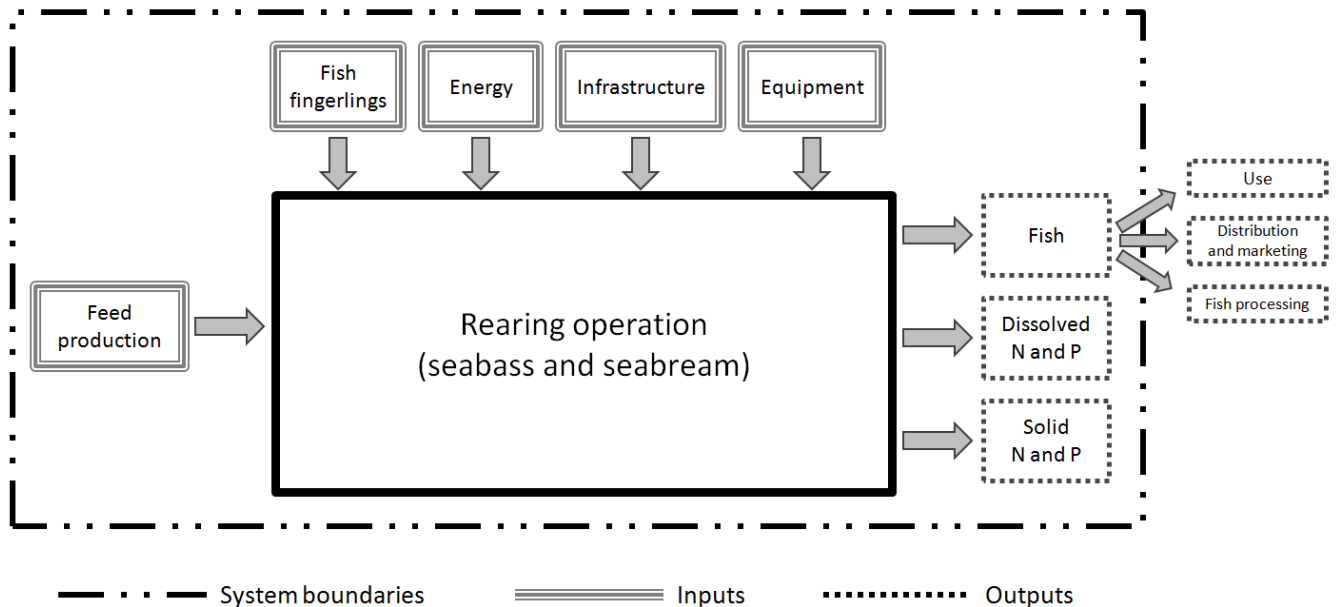 Fish
fingerlings
Energy
Infrastructure
Equipment
Feed
production
Rearing operation
(seabass and seabream)
Fish
Dissolved
N and P
Solid
N and P
Use
Distribution
and marketing
Fish processing
System boundaries
Inputs
Outputs